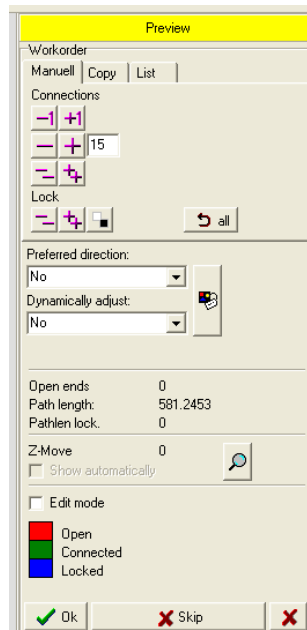 Preview
Workorder
Manuell Copy List
Connections
-1 +1
15
Lock
all
Preferred direction:
No
Dynamically adjust:
No
Open ends 0
Path length: 581.2453
Pathlen lock. 0
Z-Move 0
Show automatically
Edit mode
Open
Connected
Locked
Ok Skip